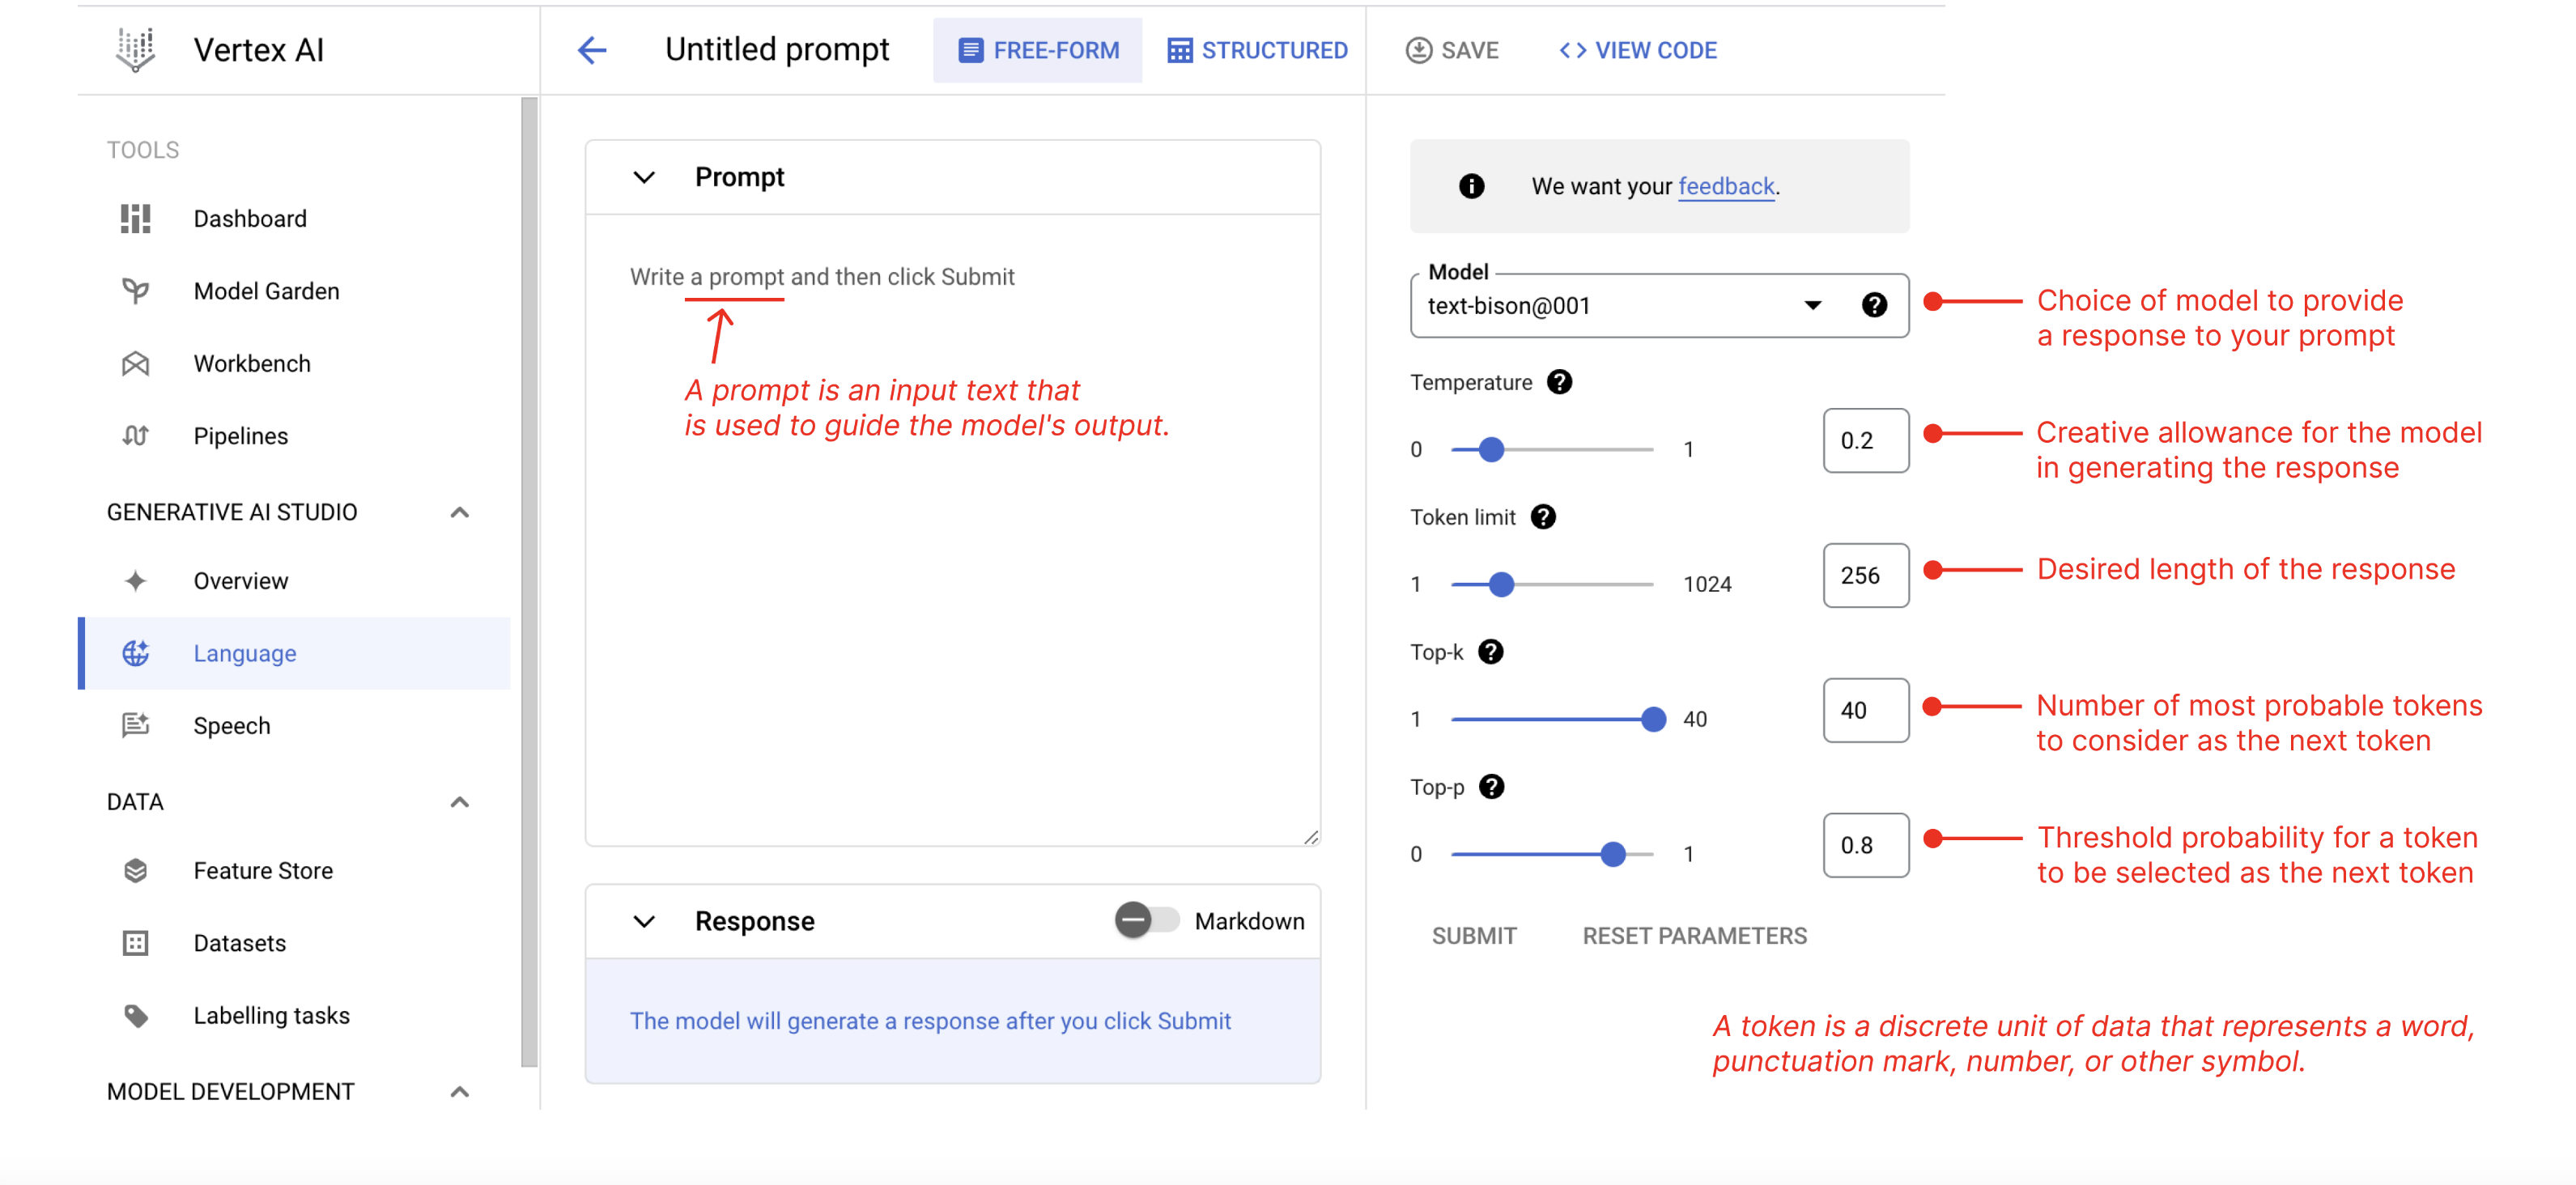 Vertex AI
Untitled prompt
FREE-FORM
STRUCTURED
SAVE
VIEW CODE
TOOLS
Dashboard
Model Garden
Workbench
Pipelines
GENERATIVE AI STUDIO
Overview
Language
Speech
DATA
Feature Store
Datasets
Labelling tasks
MODEL DEVELOPMENT
Prompt
Write a prompt and then click Submit
A prompt is an input text that
is used to guide the model's output.
Response
Markdown
The model will generate a response after you click Submit
We want your feedback.
Model
text-bison@001
Choice of model to provide
a response to your prompt
Temperature
0 1 0.2
Creative allowance for the model
in generating the response
Token limit
1 1024 256
Desired length of the response
Top-k
1 40 40
Number of most probable tokens
to consider as the next token
Top-p
0 1 0.8
Threshold probability for a token
to be selected as the next token
SUBMIT
RESET PARAMETERS
A token is a discrete unit of data that represents a word,
punctuation mark, number, or other symbol.